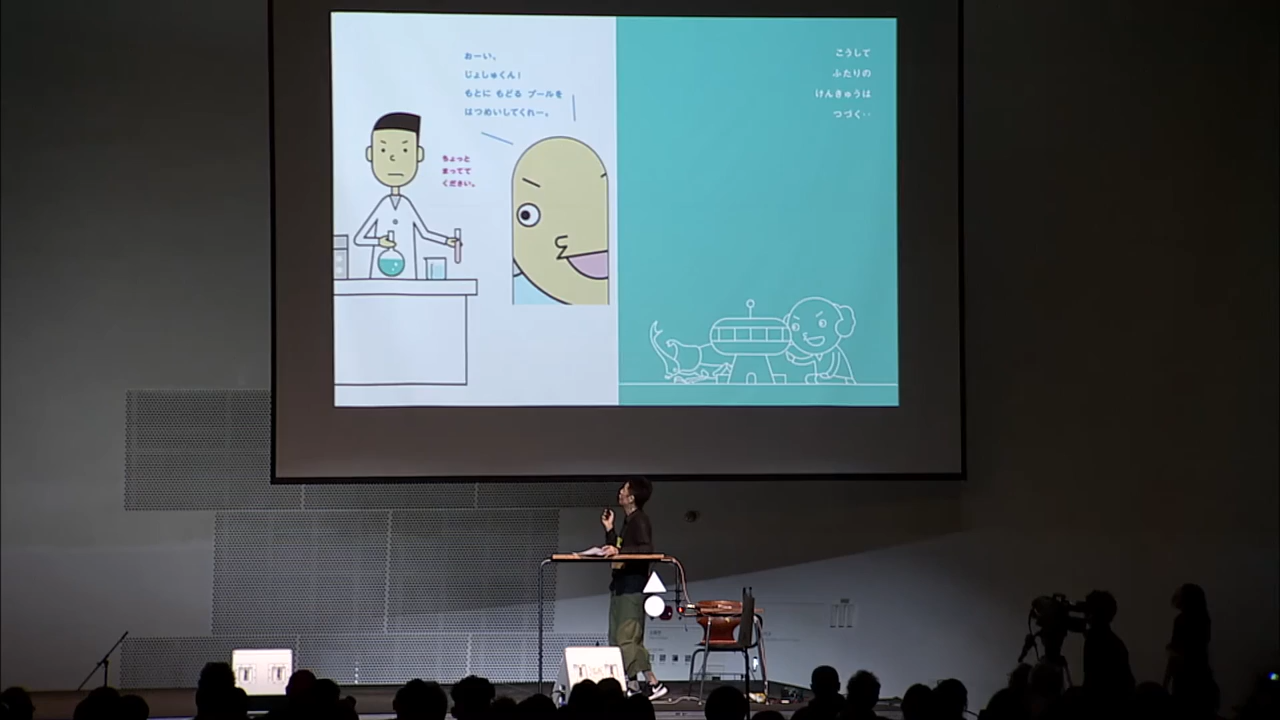 おーい、
じょしゅくん!
もとに もどる プールを
はつめいしてくれー。
ちょっと
まってて
ください。
こうして
ふたりの
けんきゅうは
つづく‥